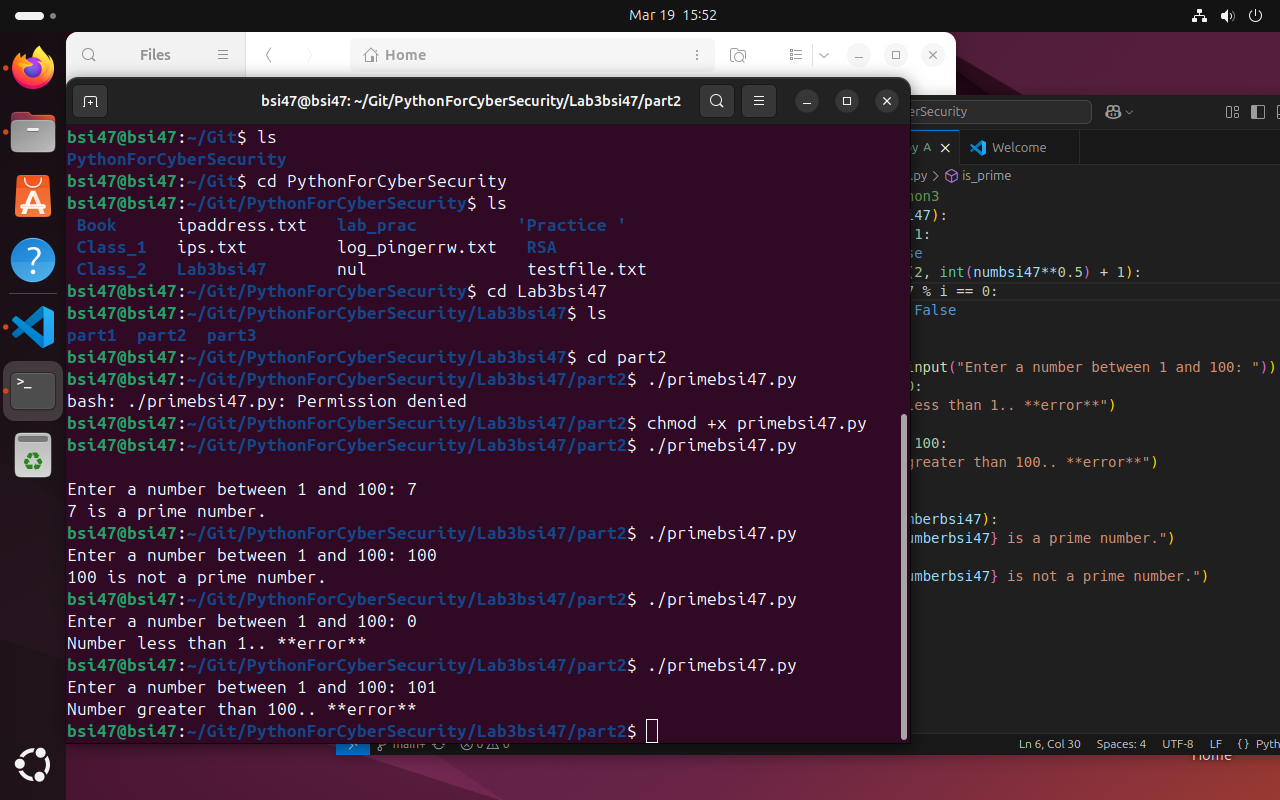 Mar 19 15:52
Files
Home
bsi47@bsi47: ~/Git/PythonForCyberSecurity/Lab3bsi47/part2
bsi47@bsi47:~/Git$ ls
PythonForCyberSecurity
bsi47@bsi47:~/Git$ cd PythonForCyberSecurity
bsi47@bsi47:~/Git/PythonForCyberSecurity$ ls
Book ipaddress.txt lab_prac 'Practice '
Class_1 ips.txt log_pingerrw.txt RSA
Class_2 Lab3bsi47 nul testfile.txt
bsi47@bsi47:~/Git/PythonForCyberSecurity$ cd Lab3bsi47
bsi47@bsi47:~/Git/PythonForCyberSecurity/Lab3bsi47$ ls
part1 part2 part3
bsi47@bsi47:~/Git/PythonForCyberSecurity/Lab3bsi47$ cd part2
bsi47@bsi47:~/Git/PythonForCyberSecurity/Lab3bsi47/part2$ ./primebsi47.py
bash: ./primebsi47.py: Permission denied
bsi47@bsi47:~/Git/PythonForCyberSecurity/Lab3bsi47/part2$ chmod +x primebsi47.py
bsi47@bsi47:~/Git/PythonForCyberSecurity/Lab3bsi47/part2$ ./primebsi47.py
Enter a number between 1 and 100: 7
7 is a prime number.
bsi47@bsi47:~/Git/PythonForCyberSecurity/Lab3bsi47/part2$ ./primebsi47.py
Enter a number between 1 and 100: 100
100 is not a prime number.
bsi47@bsi47:~/Git/PythonForCyberSecurity/Lab3bsi47/part2$ ./primebsi47.py
Enter a number between 1 and 100: 0
Number less than 1.. **error**
bsi47@bsi47:~/Git/PythonForCyberSecurity/Lab3bsi47/part2$ ./primebsi47.py
Enter a number between 1 and 100: 101
Number greater than 100.. **error**
bsi47@bsi47:~/Git/PythonForCyberSecurity/Lab3bsi47/part2$
erSecurity
py A
Welcome
.py > is_prime
hon3
i47):
1:
se
(2, int(numbsi47**0.5) + 1):
7 % i == 0:
False
input("Enter a number between 1 and 100: "))
0:
less than 1.. **error**")
100:
greater than 100.. **error**")
mberbsi47):
umberbsi47} is a prime number.")
umberbsi47} is not a prime number.")
main+ 0 0
Ln 6, Col 30 Spaces: 4 UTF-8 LF {} Pyth
Home